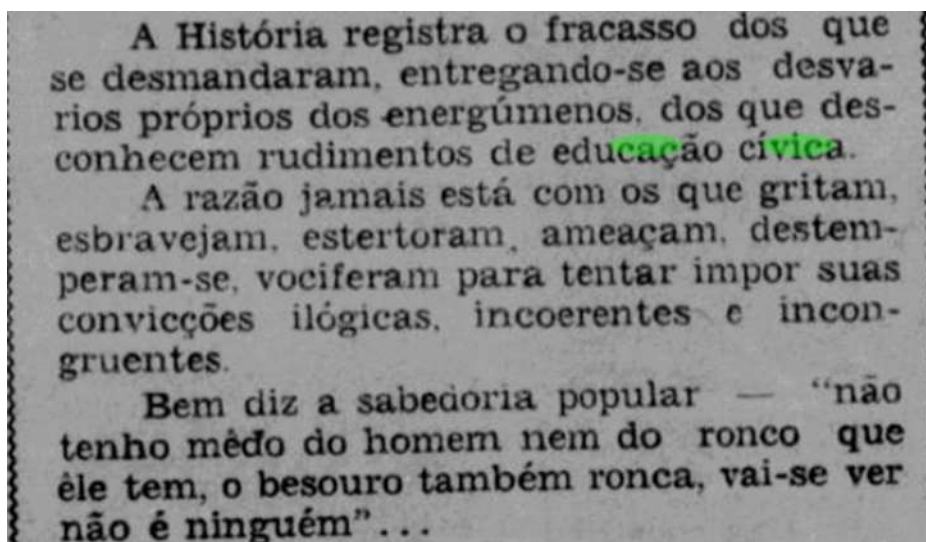 A História registra o fracasso dos que
se desmandaram, entregando-se aos desva-
rios próprios dos energúmenos, dos que des-
conhecem rudimentos de educação cívica.
A razão jamais está com os que gritam,
esbravejam, estertoram, ameaçam, destem-
peram-se, vociferam para tentar impor suas
convicções ilógicas, incoerentes e incon-
gruentes.
Bem diz a sabedoria popular — “não
tenho mêdo do homem nem do ronco que
êle tem, o besouro também ronca, vai-se ver
não é ninguém”...